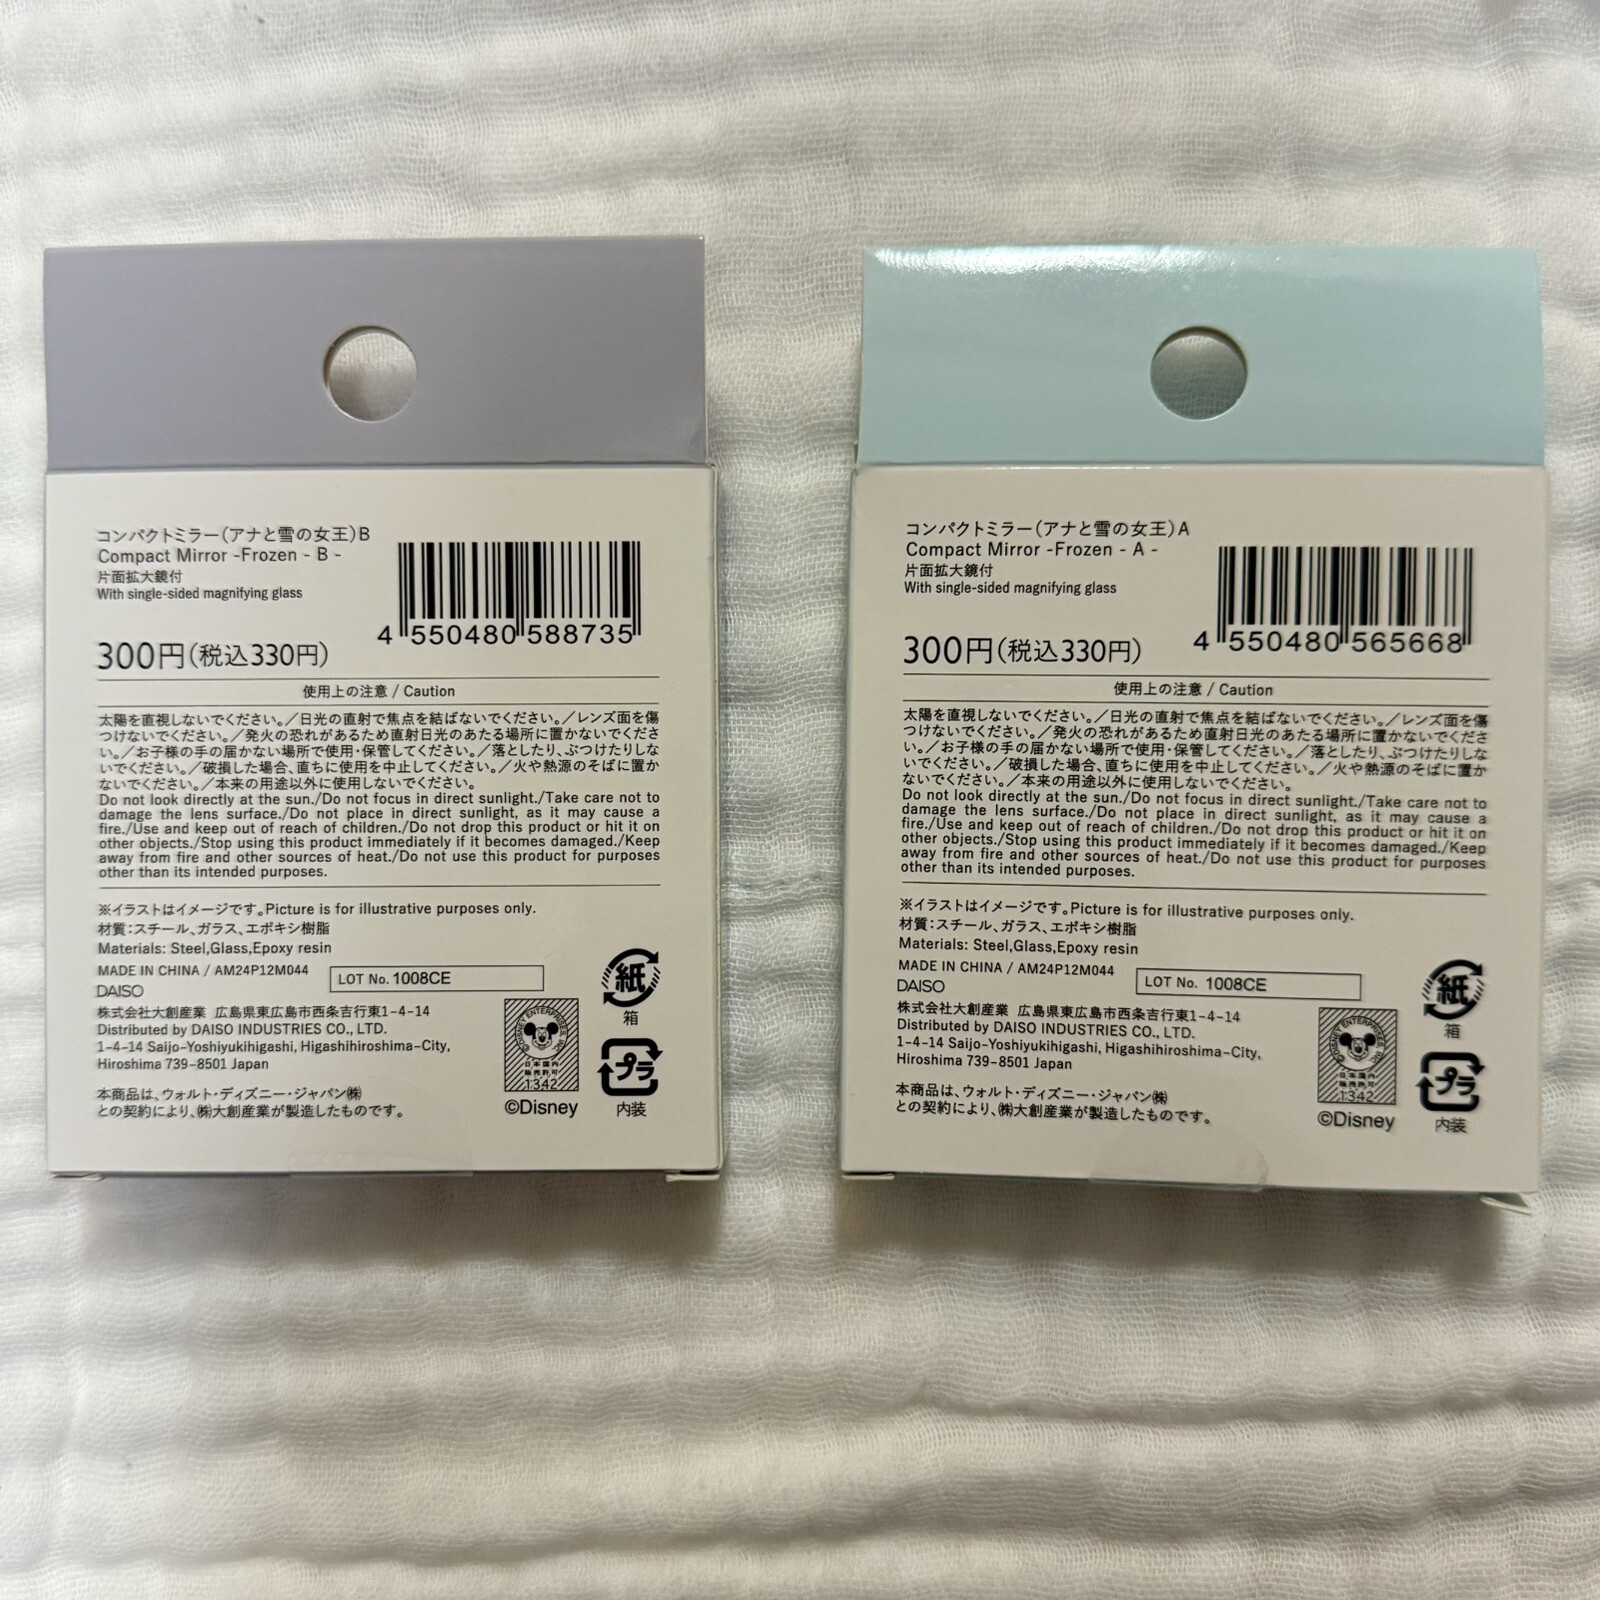 コンパクトミラー(アナと雪の女王)B
Compact Mirror -Frozen - B -
片面拡大鏡付
With single-sided magnifying glass
4 550480 588735
300円(税込330円)
使用上の注意 / Caution
太陽を直視しないでください。/日光の直射で焦点を結ばないでください。/レンズ面を傷
つけないでください。/発火の恐れがあるため直射日光のあたる場所に置かないでくださ
い。/お子様の手の届かない場所で使用・保管してください。/落としたり、ぶつけたりしな
いでください。/破損した場合、直ちに使用を中止してください。/火や熱源のそばに置か
ないでください。/本来の用途以外に使用しないでください。
Do not look directly at the sun./Do not focus in direct sunlight./Take care not to
damage the lens surface./Do not place in direct sunlight, as it may cause a
fire./Use and keep out of reach of children./Do not drop this product or hit it on
other objects./Stop using this product immediately if it becomes damaged./Keep
away from fire and other sources of heat./Do not use this product for purposes
other than its intended purposes.
※イラストはイメージです。Picture is for illustrative purposes only.
材質:スチール、ガラス、エポキシ樹脂
Materials: Steel,Glass,Epoxy resin
MADE IN CHINA / AM24P12M044
LOT No. 1008CE
DAISO
株式会社大創産業 広島県東広島市西条吉行東1-4-14
Distributed by DAISO INDUSTRIES CO., LTD.
1-4-14 Saijo-Yoshiyukihigashi, Higashihiroshima-City,
Hiroshima 739-8501 Japan
本商品は、ウォルト・ディズニー・ジャパン㈱
との契約により、㈱大創産業が製造したものです。
©DISNEY ENTERPRISES, INC.
日本国内
販売許可
1342
©Disney
紙
箱
プラ
内装
コンパクトミラー(アナと雪の女王)A
Compact Mirror -Frozen - A -
片面拡大鏡付
With single-sided magnifying glass
4 550480 565668
300円(税込330円)
使用上の注意 / Caution
太陽を直視しないでください。/日光の直射で焦点を結ばないでください。/レンズ面を傷
つけないでください。/発火の恐れがあるため直射日光のあたる場所に置かないでくださ
い。/お子様の手の届かない場所で使用・保管してください。/落としたり、ぶつけたりしな
いでください。/破損した場合、直ちに使用を中止してください。/火や熱源のそばに置か
ないでください。/本来の用途以外に使用しないでください。
Do not look directly at the sun./Do not focus in direct sunlight./Take care not to
damage the lens surface./Do not place in direct sunlight, as it may cause a
fire./Use and keep out of reach of children./Do not drop this product or hit it on
other objects./Stop using this product immediately if it becomes damaged./Keep
away from fire and other sources of heat./Do not use this product for purposes
other than its intended purposes.
※イラストはイメージです。Picture is for illustrative purposes only.
材質:スチール、ガラス、エポキシ樹脂
Materials: Steel,Glass,Epoxy resin
MADE IN CHINA / AM24P12M044
LOT No. 1008CE
DAISO
株式会社大創産業 広島県東広島市西条吉行東1-4-14
Distributed by DAISO INDUSTRIES CO., LTD.
1-4-14 Saijo-Yoshiyukihigashi, Higashihiroshima-City,
Hiroshima 739-8501 Japan
本商品は、ウォルト・ディズニー・ジャパン㈱
との契約により、㈱大創産業が製造したものです。
©DISNEY ENTERPRISES, INC.
日本国内
販売許可
1342
©Disney
紙
箱
プラ
内装